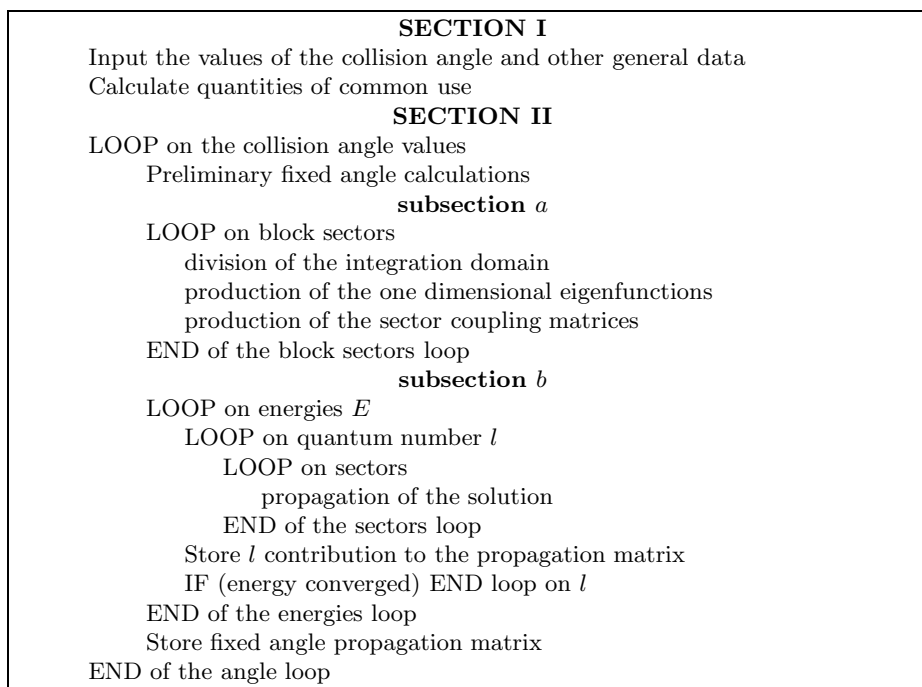 SECTION I
Input the values of the collision angle and other general data
Calculate quantities of common use
SECTION II
LOOP on the collision angle values
Preliminary fixed angle calculations
subsection a
LOOP on block sectors
division of the integration domain
production of the one dimensional eigenfunctions
production of the sector coupling matrices
END of the block sectors loop
subsection b
LOOP on energies E
LOOP on quantum number l
LOOP on sectors
propagation of the solution
END of the sectors loop
Store l contribution to the propagation matrix
IF (energy converged) END loop on l
END of the energies loop
Store fixed angle propagation matrix
END of the angle loop